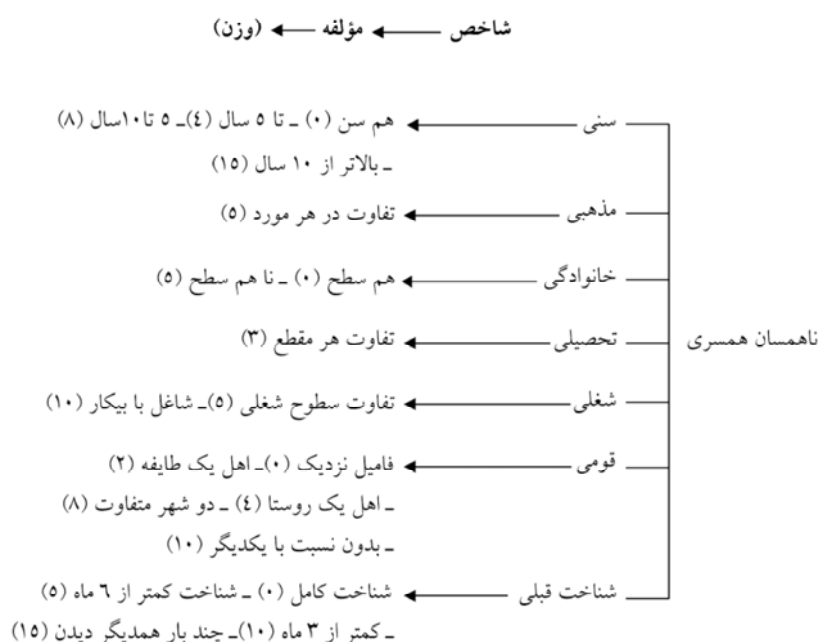 شاخص مؤلفه (وزن)
سنی هم سن (۰) ـ تا ۵ سال (٤)ـ ۵ تا۱۰سال (۸)
ـ بالاتر از ۱۰ سال (۱۵)
مذهبی تفاوت در هر مورد (۵)
خانوادگی هم سطح (۰) ـ نا هم سطح (۵)
ناهمسان همسری
تحصیلی تفاوت هر مقطع (۳)
شغلی تفاوت سطوح شغلی (۵)ـ شاغل با بیکار (۱۰)
قومی فامیل نزدیک (۰)ـ اهل یک طایفه (۲)
ـ اهل یک روستا (٤) ـ دو شهر متفاوت (۸)
ـ بدون نسبت با یکدیگر (۱۰)
شناخت قبلی شناخت کامل (۰) ـ شناخت کمتر از ٦ ماه (۵)
ـ کمتر از ۳ ماه (۱۰)ـ چند بار همدیگر دیدن (۱۵)